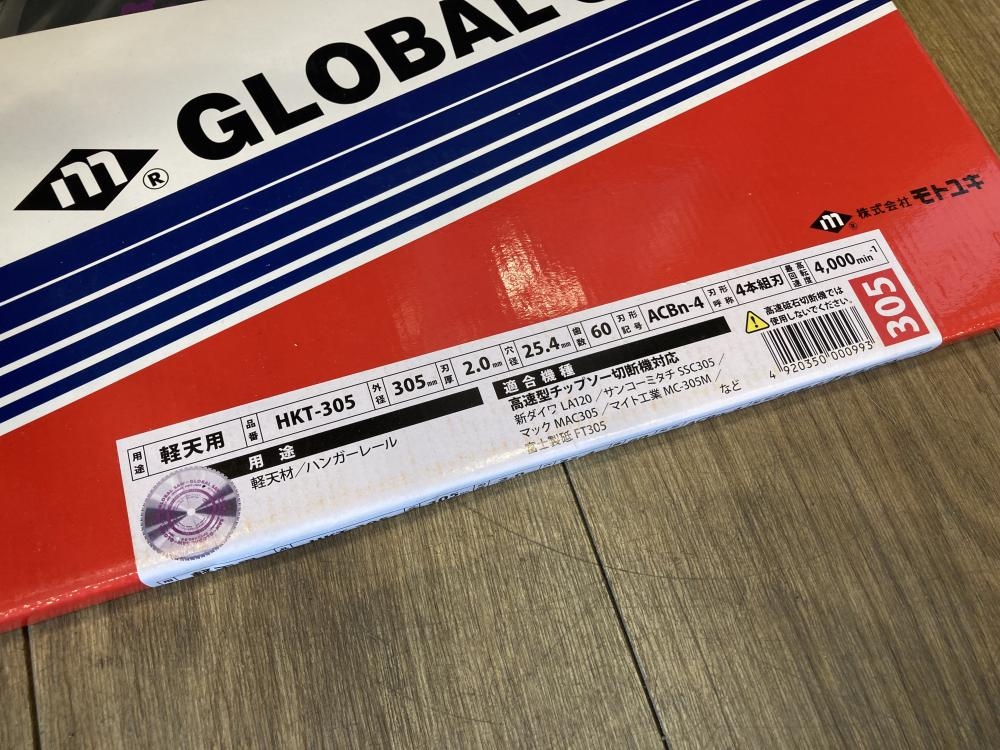 GLOBAL
m®
m® 株式会社モトユキ
用途 軽天用 品番 HKT-305 外径 305mm 刃厚 2.0mm 穴径 25.4mm 歯数 60 刃形記号 ACBn-4 刃形呼称 4本組刃 最高回転速度 4,000min-1
用途
軽天材/ハンガーレール
適合機種
高速型チップソー切断機対応
新ダイワ LA120/サンコーミタチ SSC305/
マック MAC305/マイト工業 MC-305M/
富士製砥 FT305 など
高速砥石切断機では
使用しないでください。
4 920350 000993
305
GLOBAL SAW